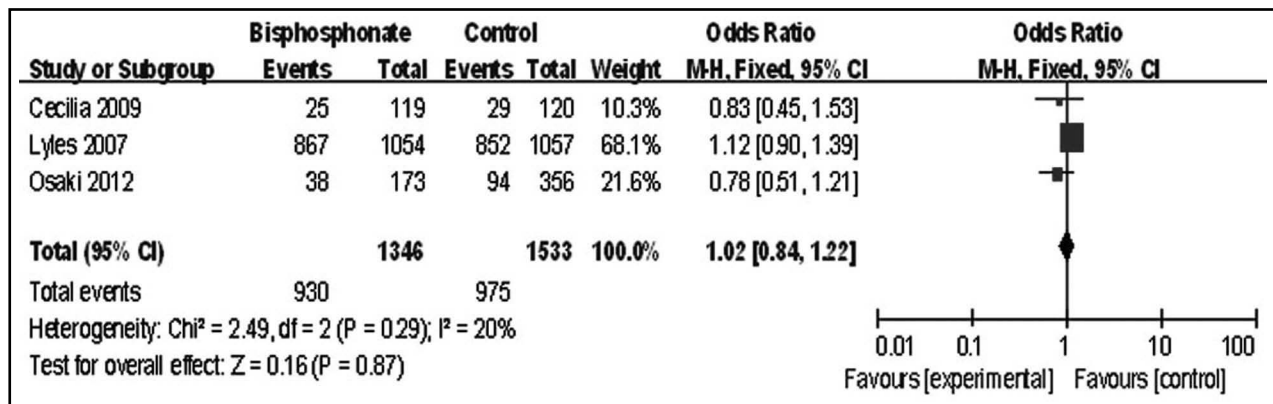 Bisphosphonate Control Odds Ratio Odds Ratio
Study or Subgroup Events Total Events Total Weight M-H, Fixed, 95% CI M-H, Fixed, 95% CI
Cecilia 2009 25 119 29 120 10.3% 0.83 [0.45, 1.53]
Lyles 2007 867 1054 852 1057 68.1% 1.12 [0.90, 1.39]
Osaki 2012 38 173 94 356 21.6% 0.78 [0.51, 1.21]
Total (95% CI) 1346 1533 100.0% 1.02 [0.84, 1.22]
Total events 930 975
Heterogeneity: Chi² = 2.49, df = 2 (P = 0.29); I² = 20%
Test for overall effect: Z = 0.16 (P = 0.87)
0.01 0.1 1 10 100
Favours [experimental] Favours [control]